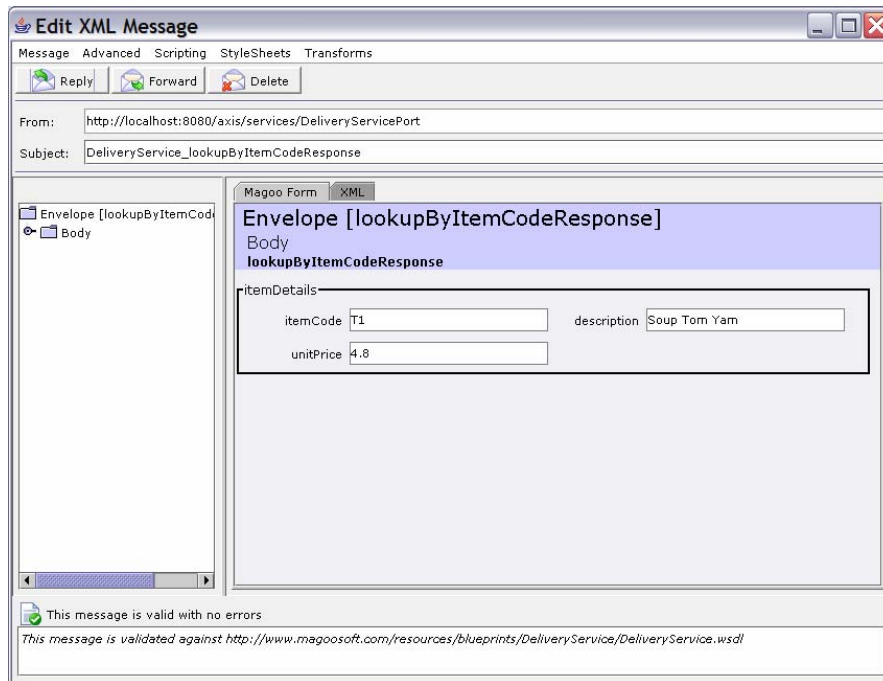 Edit XML Message
Message Advanced Scripting StyleSheets Transforms
Reply Forward Delete
From: http://localhost:8080/axis/services/DeliveryServicePort
Subject: DeliveryService_lookupByItemCodeResponse
Magoo Form XML
Envelope [lookupByItemCod
Body
Envelope [lookupByItemCodeResponse]
Body
lookupByItemCodeResponse
itemDetails
itemCode T1 description Soup Tom Yam
unitPrice 4.8
This message is valid with no errors
This message is validated against http://www.magoosoft.com/resources/blueprints/DeliveryService/DeliveryService.wsdl